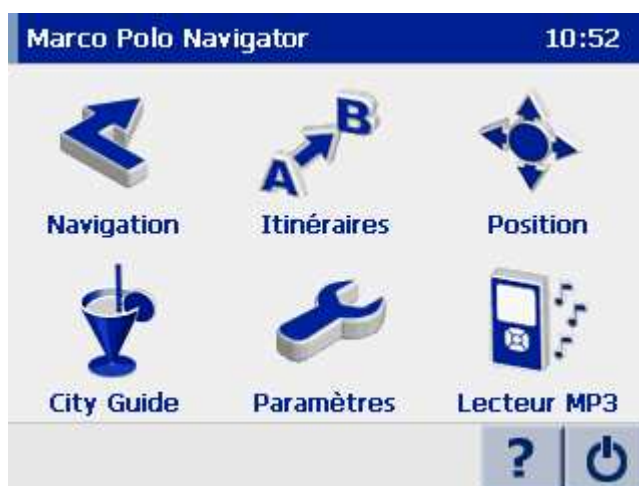 Marco Polo Navigator 10:52
A B
Navigation Itinéraires Position
City Guide Paramètres Lecteur MP3
?